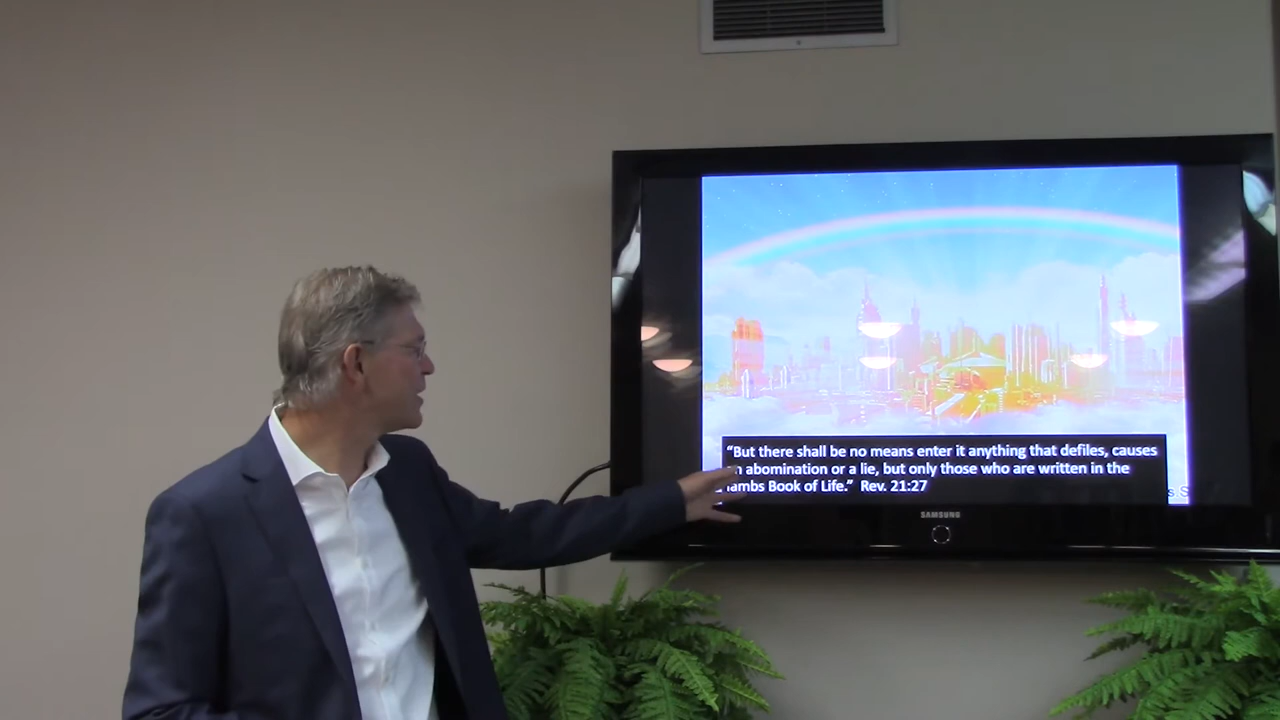 “But there shall be no means enter it anything that defiles, causes
abomination or a lie, but only those who are written in the
Book of Life.” Rev. 21:27
SAMSUNG